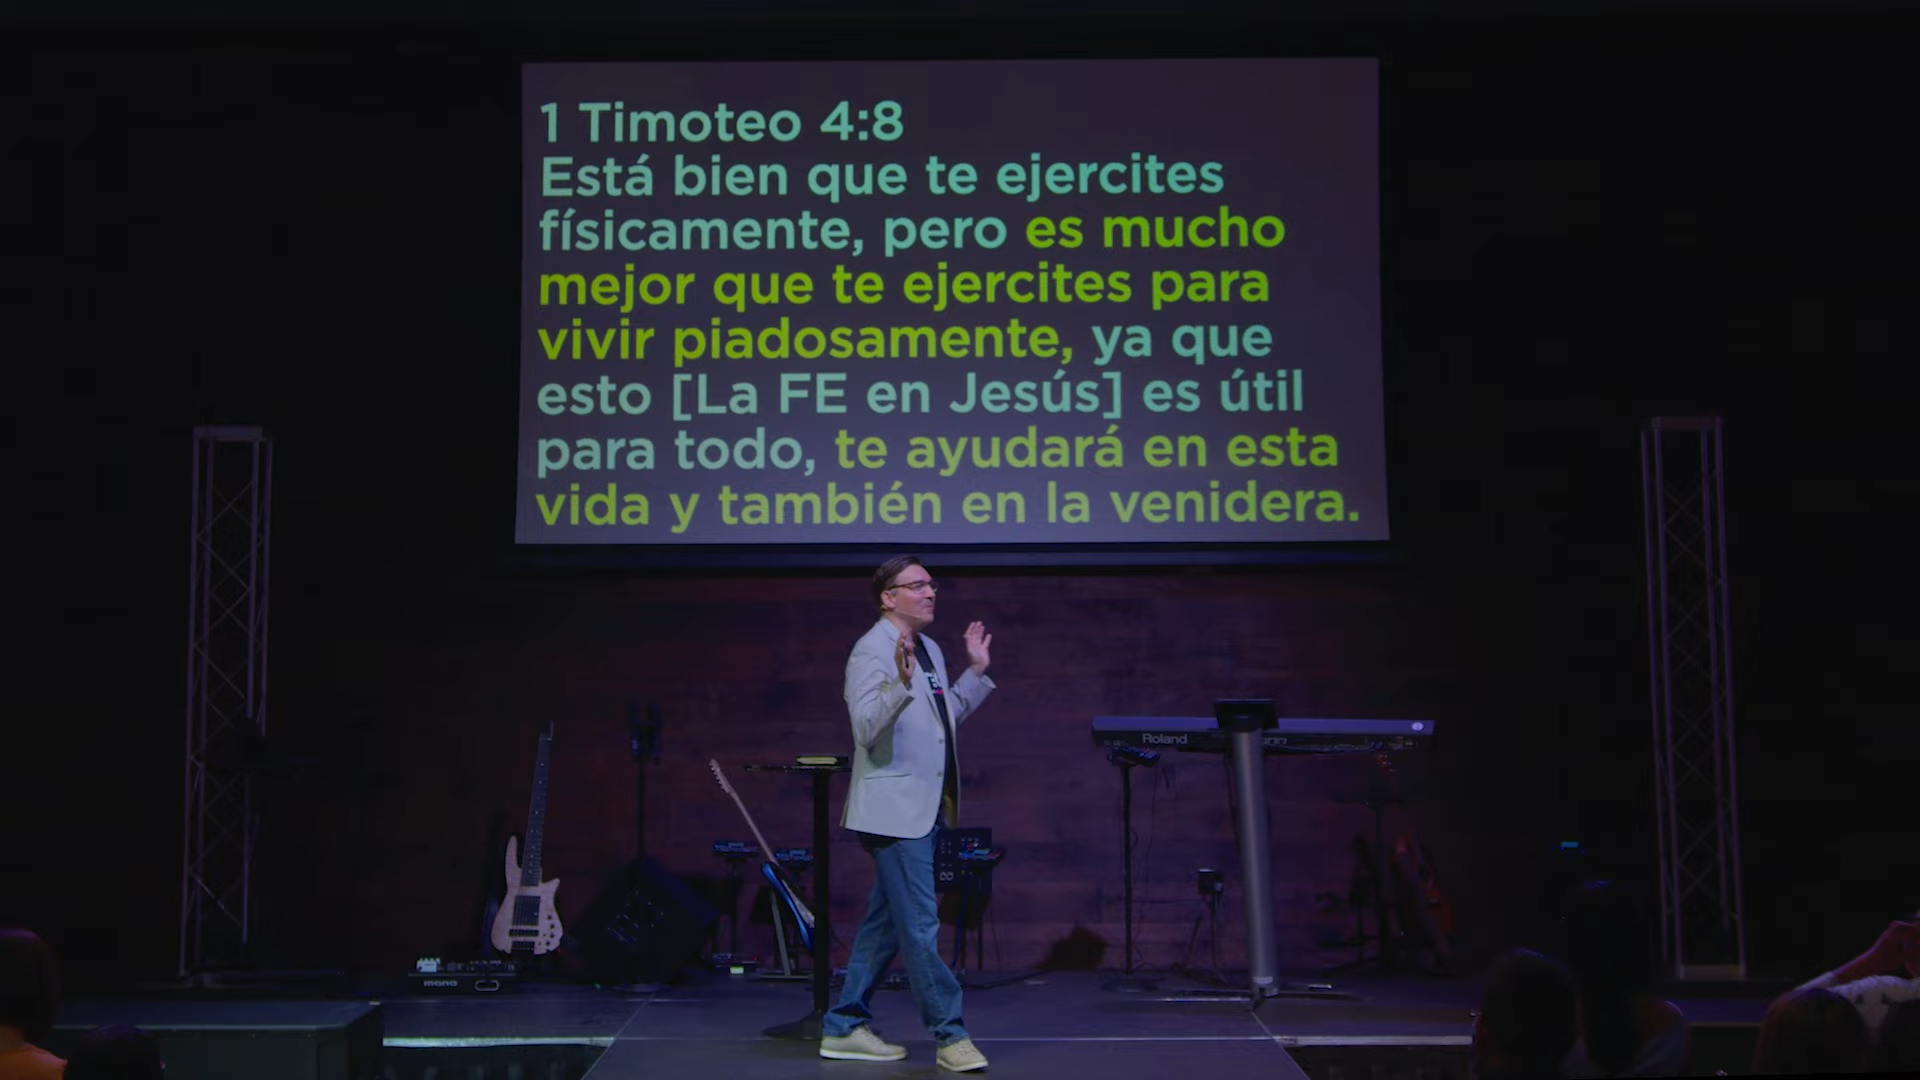 1 Timoteo 4:8
Está bien que te ejercites
físicamente, pero es mucho
mejor que te ejercites para
vivir piadosamente, ya que
esto [La FE en Jesús] es útil
para todo, te ayudará en esta
vida y también en la venidera.
Roland
mono